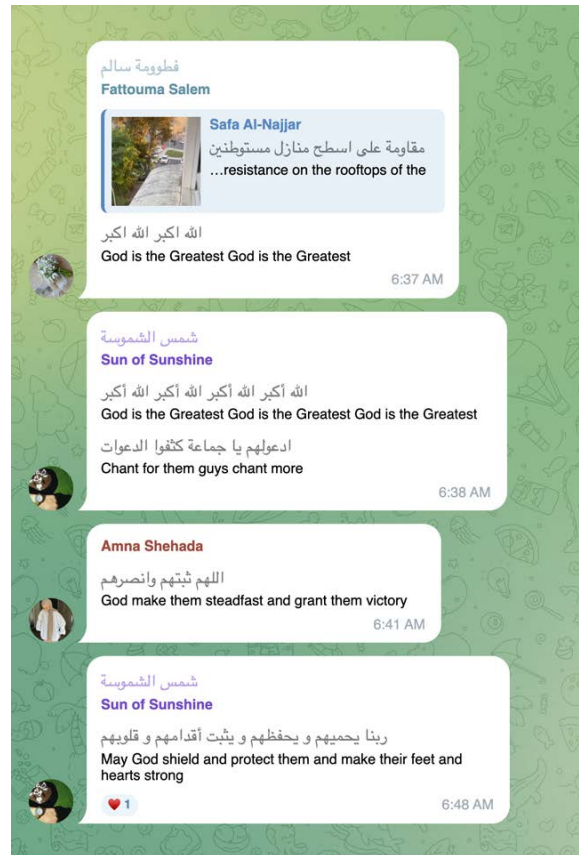 فطوومة سالم
Fattouma Salem
Safa Al-Najjar
مقاومة على اسطح منازل مستوطنين
…resistance on the rooftops of the
الله اكبر الله اكبر
God is the Greatest God is the Greatest
6:37 AM
شمس الشموسة
Sun of Sunshine
الله أكبر الله أكبر الله أكبر الله أكبر
God is the Greatest God is the Greatest God is the Greatest
ادعولهم يا جماعة كثفوا الدعوات
Chant for them guys chant more
6:38 AM
Amna Shehada
اللهم ثبتهم وانصرهم
God make them steadfast and grant them victory
6:41 AM
شمس الشموسة
Sun of Sunshine
ربنا يحميهم و يحفظهم و يثبت أقدامهم و قلوبهم
May God shield and protect them and make their feet and
hearts strong
1
6:48 AM